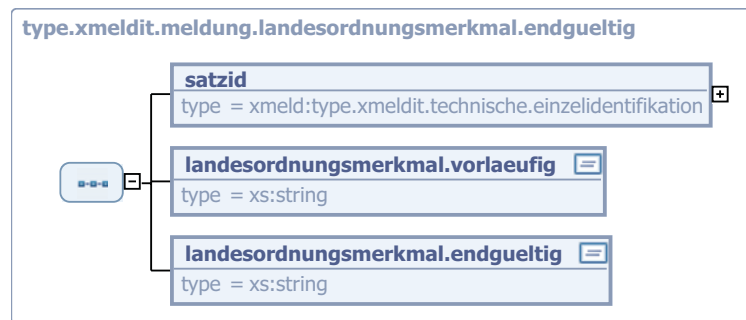 type.xmeldit.meldung.landesordnungsmerkmal.endgueltig
satzid
type = xmeld:type.xmeldit.technische.einzelidentifikation
landesordnungsmerkmal.vorlaeufig
type = xs:string
landesordnungsmerkmal.endgueltig
type = xs:string